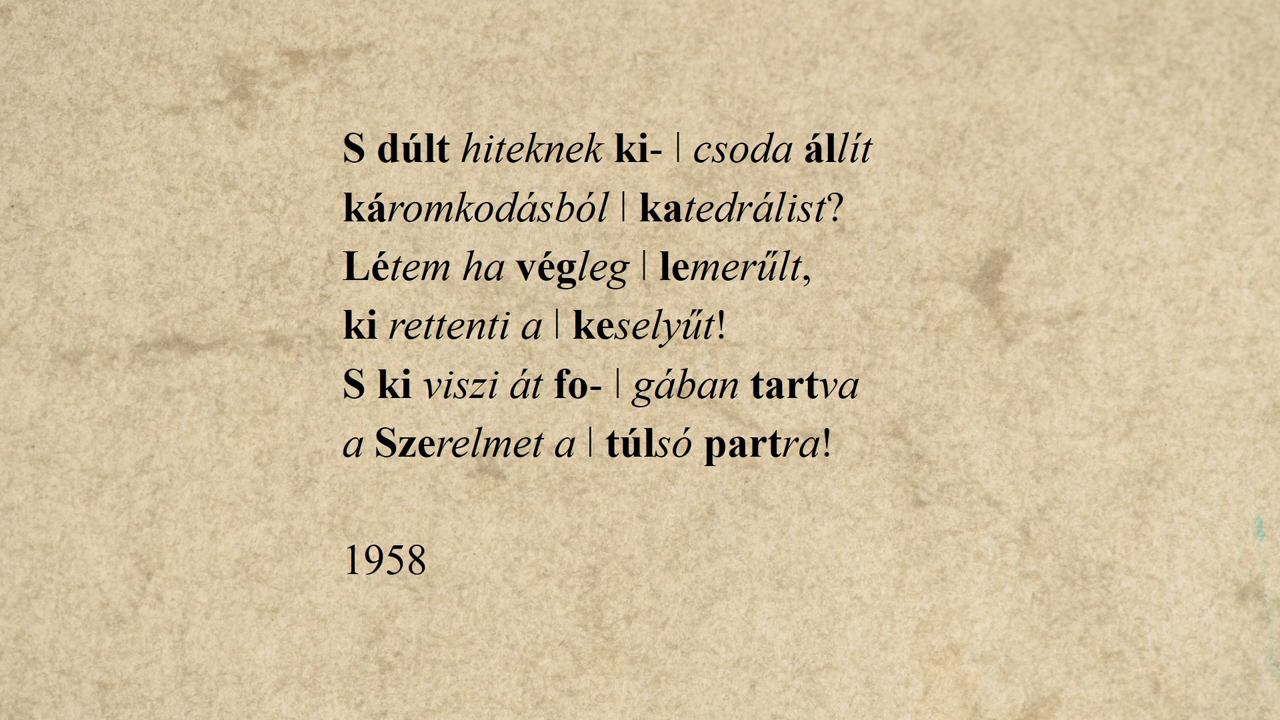 S dúlt hiteknek ki- | csoda állít
káromkodásból | katedrálist?
Létem ha végleg | lemerűlt,
ki rettenti a | keselyűt!
S ki viszi át fo- | gában tartva
a Szerelmet a | túlsó partra!
1958